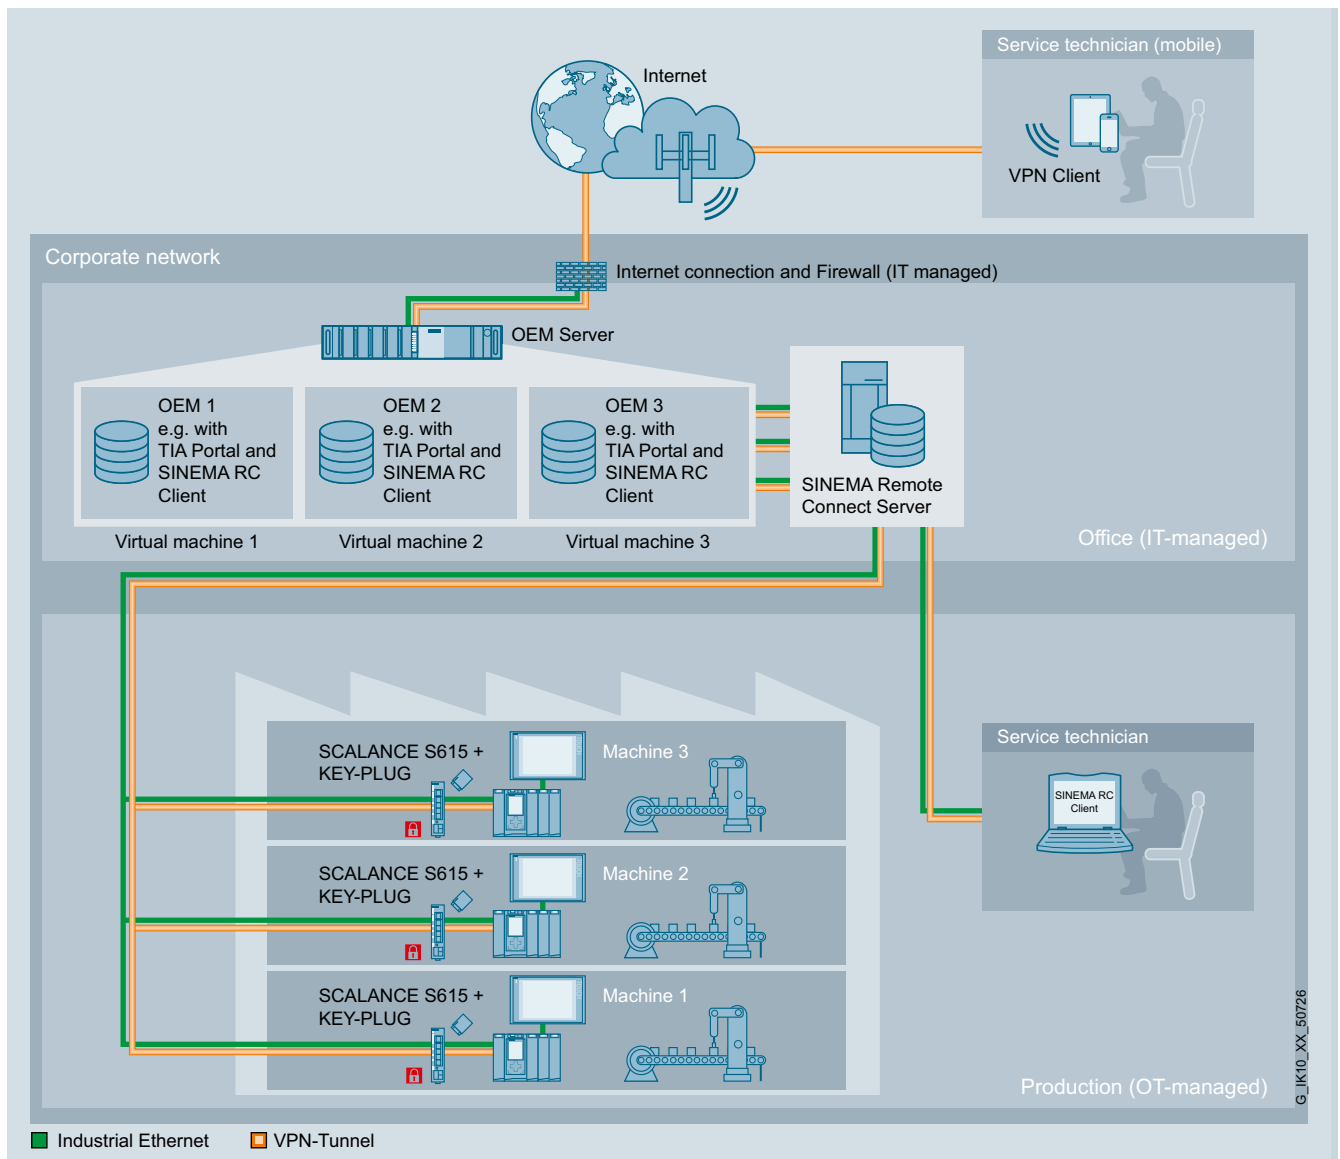 Service technician (mobile)
Internet
VPN Client
Corporate network
Internet connection and Firewall (IT managed)
OEM Server
OEM 1
e.g. with
TIA Portal and
SINEMA RC
Client
OEM 2
e.g. with
TIA Portal and
SINEMA RC
Client
OEM 3
e.g. with
TIA Portal and
SINEMA RC
Client
SINEMA Remote
Connect Server
Virtual machine 1
Virtual machine 2
Virtual machine 3
Office (IT-managed)
SCALANCE S615 +
KEY-PLUG
Machine 3
Service technician
SINEMA RC
Client
SCALANCE S615 +
KEY-PLUG
Machine 2
SCALANCE S615 +
KEY-PLUG
Machine 1
Production (OT-managed)
G_IK10_XX_50726
Industrial Ethernet
VPN-Tunnel